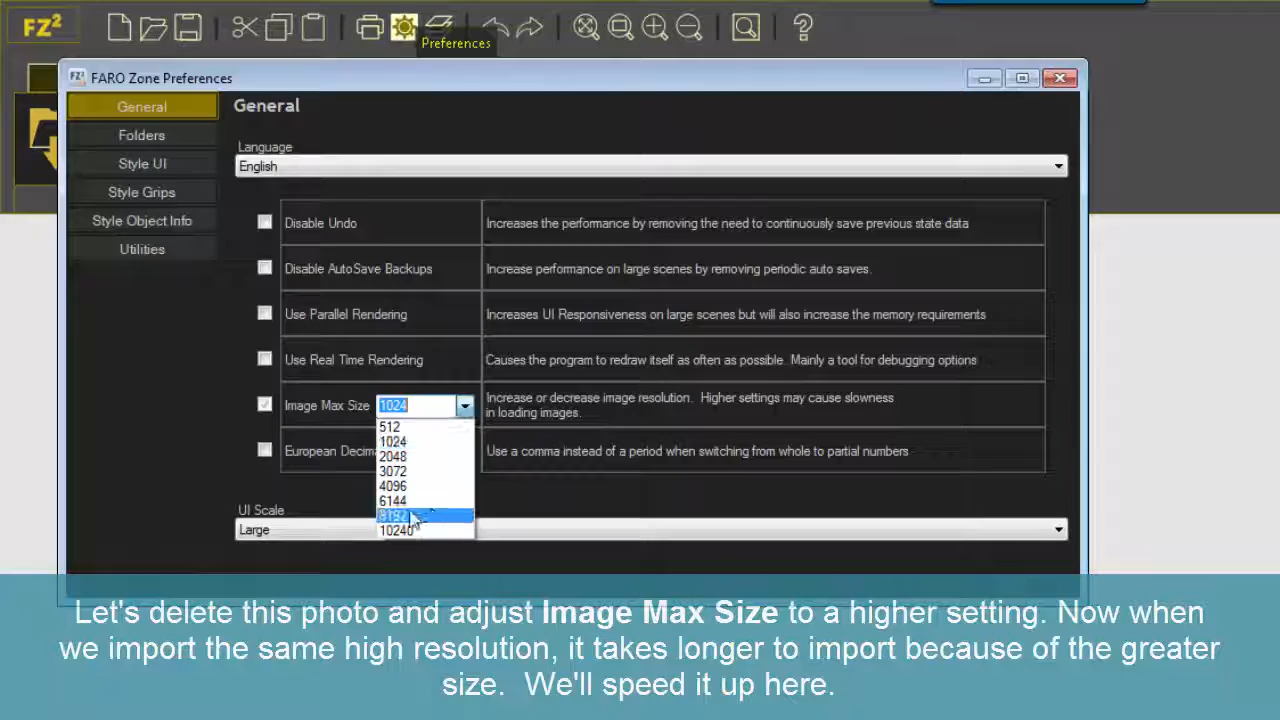 FZ²
Preferences
FZ² FARO Zone Preferences
General
Folders
Style UI
Style Grips
Style Object Info
Utilities
General
Language
English
Disable Undo
Increases the performance by removing the need to continuously save previous state data
Disable AutoSave Backups
Increase performance on large scenes by removing periodic auto saves.
Use Parallel Rendering
Increases UI Responsiveness on large scenes but will also increase the memory requirements
Use Real Time Rendering
Causes the program to redraw itself as often as possible. Mainly a tool for debugging options
Image Max Size 1024
Increase or decrease image resolution. Higher settings may cause slowness
in loading images.
512
1024
2048
3072
4096
6144
8192
10240
European Decim
Use a comma instead of a period when switching from whole to partial numbers
UI Scale
Large
Let's delete this photo and adjust Image Max Size to a higher setting. Now when
we import the same high resolution, it takes longer to import because of the greater
size. We'll speed it up here.